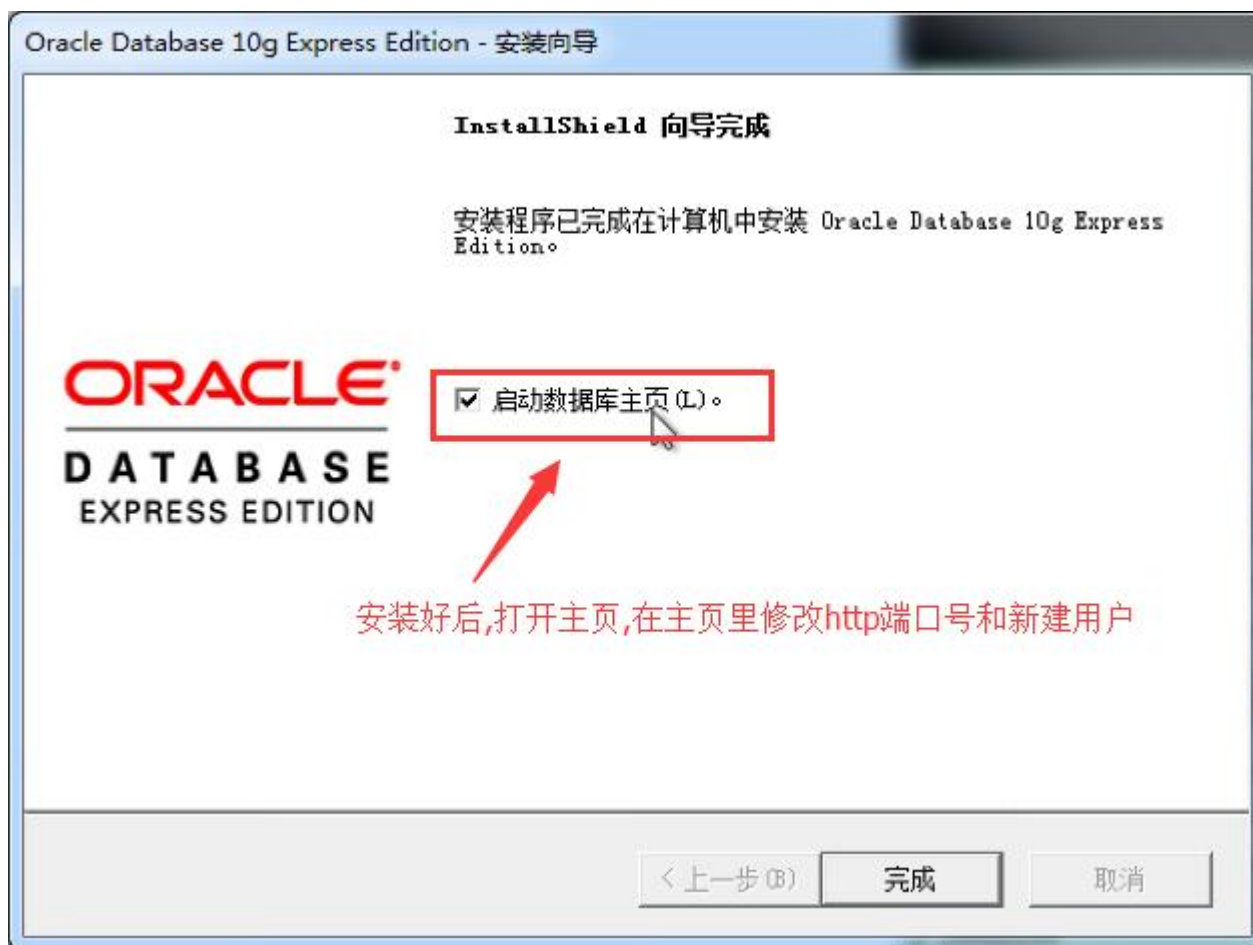 Oracle Database 10g Express Edition - 安装向导
InstallShield 向导完成
安装程序已完成在计算机中安装 Oracle Database 10g Express
Edition。
ORACLE
DATABASE
EXPRESS EDITION
启动数据库主页(L)。
安装好后,打开主页,在主页里修改http端口号和新建用户
< 上一步(B)
完成
取消